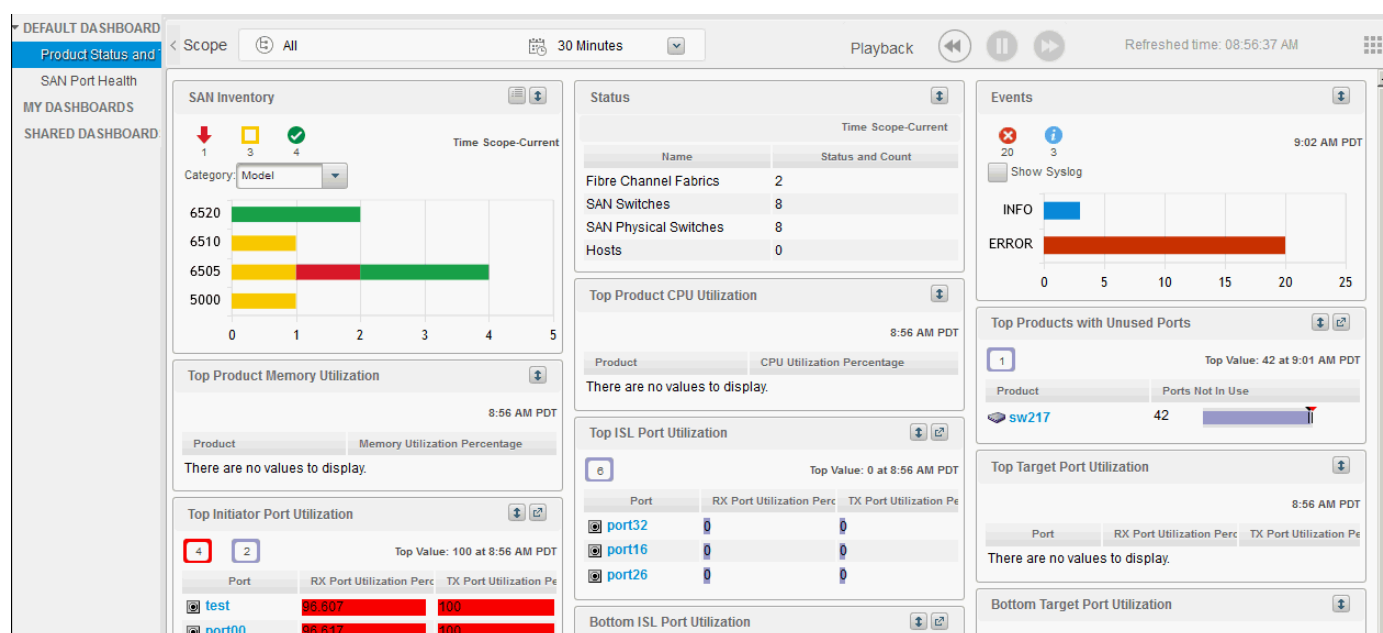 DEFAULT DASHBOARD
Product Status and
SAN Port Health
MY DASHBOARDS
SHARED DASHBOARD
Scope All 30 Minutes Playback Refreshed time: 08:56:37 AM
SAN Inventory
1 3 4 Time Scope-Current
Category: Model
6520
6510
6505
5000
0 1 2 3 4 5
Top Product Memory Utilization
8:56 AM PDT
Product Memory Utilization Percentage
There are no values to display.
Top Initiator Port Utilization
4 2 Top Value: 100 at 8:56 AM PDT
Port RX Port Utilization Perc TX Port Utilization Pe
test 96.607 100
port00 96.617 100
Status
Time Scope-Current
Name Status and Count
Fibre Channel Fabrics 2
SAN Switches 8
SAN Physical Switches 8
Hosts 0
Top Product CPU Utilization
8:56 AM PDT
Product CPU Utilization Percentage
There are no values to display.
Top ISL Port Utilization
6 Top Value: 0 at 8:56 AM PDT
Port RX Port Utilization Perc TX Port Utilization Pe
port32 0 0
port16 0 0
port26 0 0
Bottom ISL Port Utilization
Events
20 3 9:02 AM PDT
Show Syslog
INFO
ERROR
0 5 10 15 20 25
Top Products with Unused Ports
1 Top Value: 42 at 9:01 AM PDT
Product Ports Not In Use
sw217 42
Top Target Port Utilization
8:56 AM PDT
Port RX Port Utilization Perc TX Port Utilization Pe
There are no values to display.
Bottom Target Port Utilization